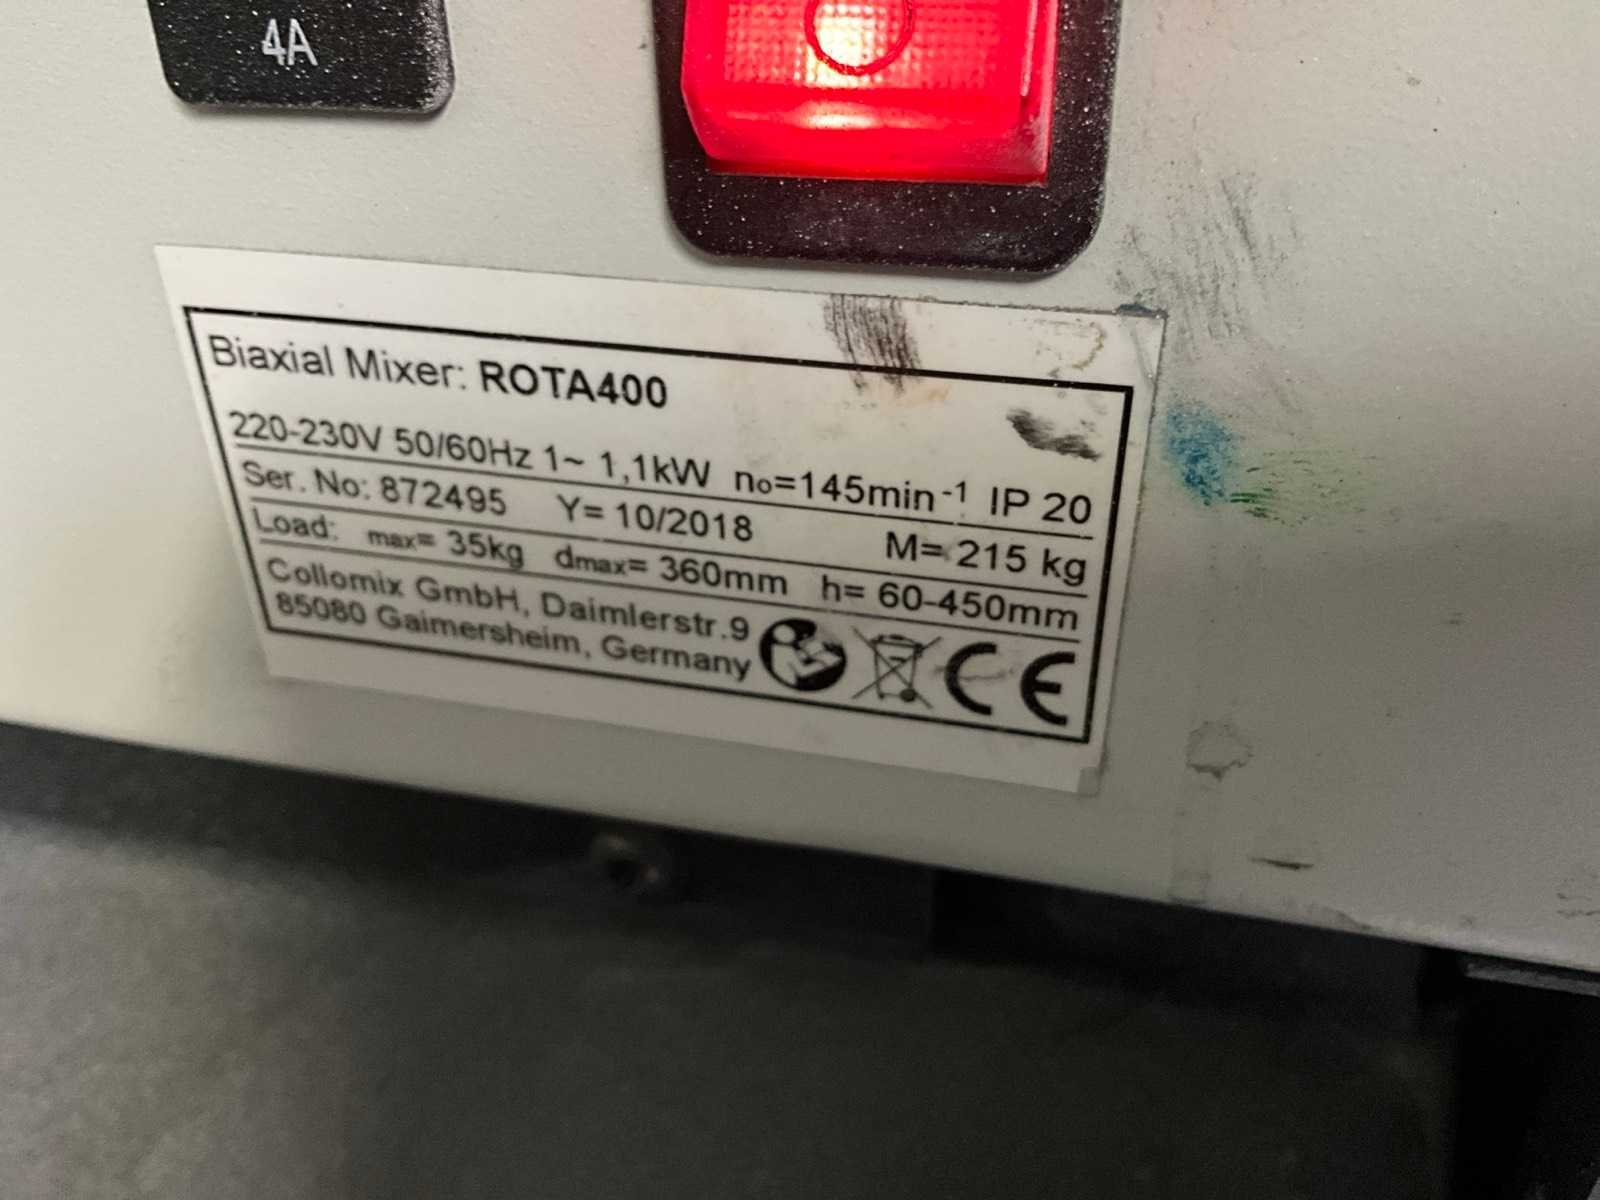 4A
Biaxial Mixer: ROTA400
220-230V 50/60Hz 1~ 1,1kW no=145min-1 IP 20
Ser. No: 872495 Y= 10/2018 M= 215 kg
Load: max= 35kg dmax= 360mm h= 60-450mm
Collomix GmbH, Daimlerstr.9
85080 Gaimersheim, Germany
CE